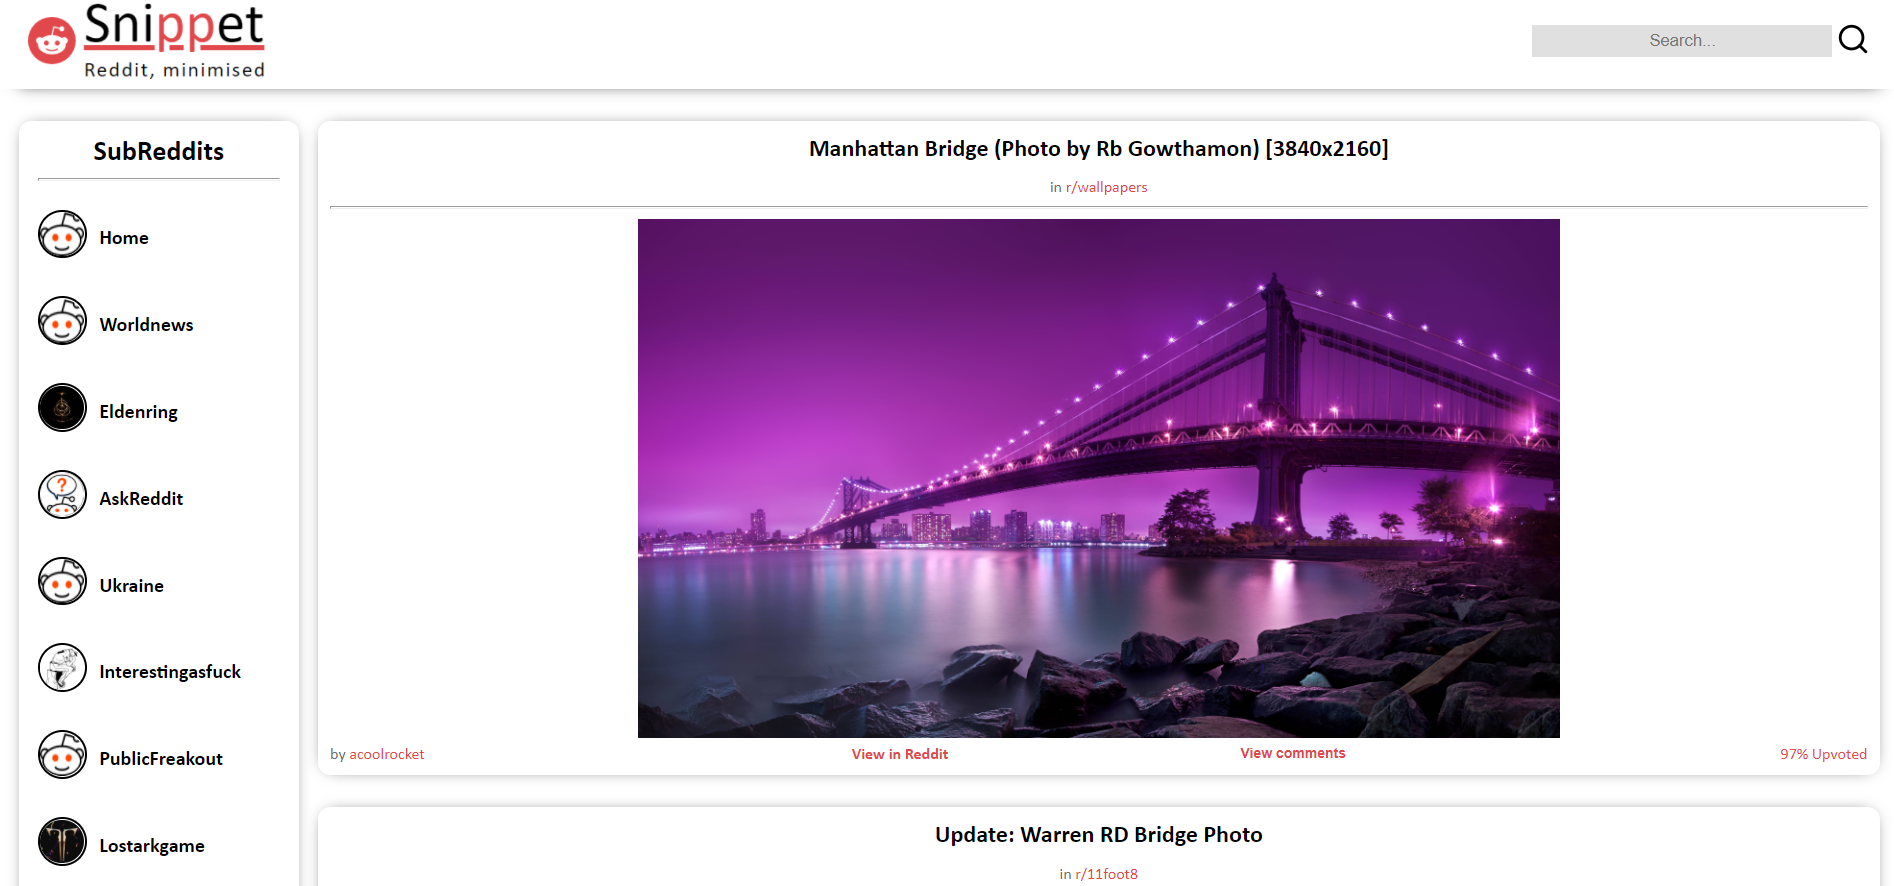 Snippet
Reddit, minimised
Search...
SubReddits
Home
Worldnews
Eldenring
AskReddit
Ukraine
Interestingasfuck
PublicFreakout
Lostarkgame
Manhattan Bridge (Photo by Rb Gowthamon) [3840x2160]
in r/wallpapers
by acoolrocket
View in Reddit
View comments
97% Upvoted
Update: Warren RD Bridge Photo
in r/11foot8